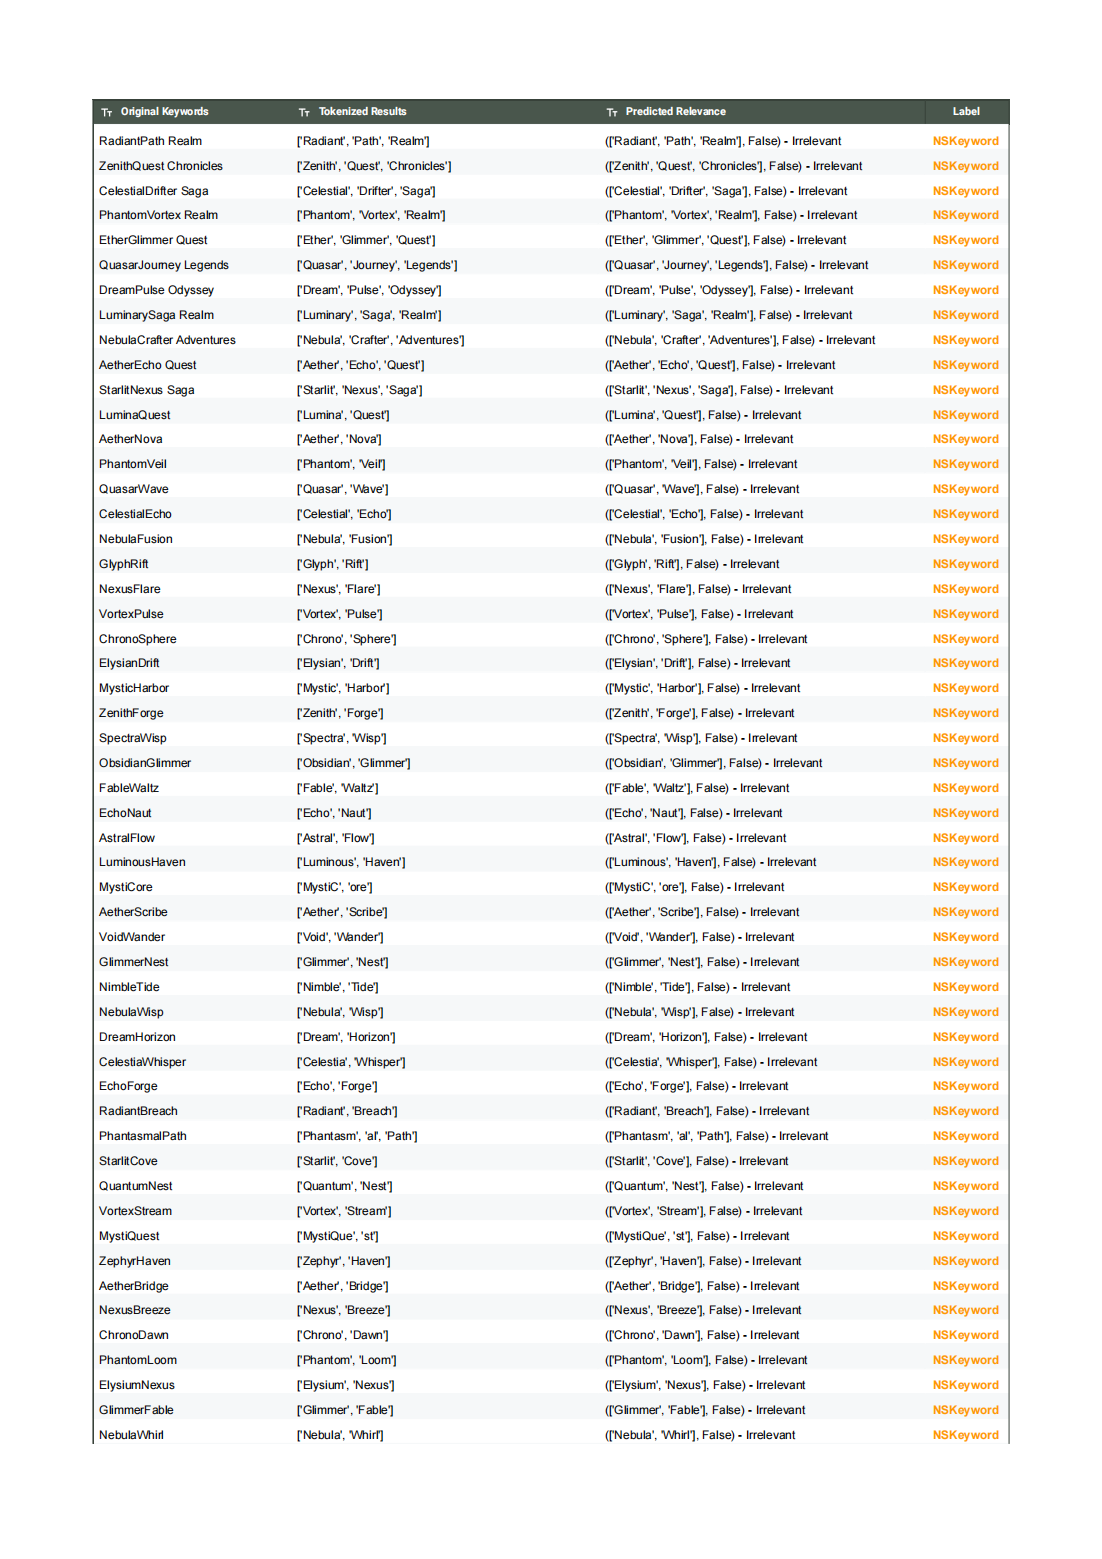 Original Keywords Tokenized Results Predicted Relevance Label
RadiantPath Realm ['Radiant', 'Path', 'Realm'] (['Radiant', 'Path', 'Realm'], False) - Irrelevant NSKeyword
ZenithQuest Chronicles ['Zenith', 'Quest', 'Chronicles'] (['Zenith', 'Quest', 'Chronicles'], False) - Irrelevant NSKeyword
CelestialDrifter Saga ['Celestial', 'Drifter', 'Saga'] (['Celestial', 'Drifter', 'Saga'], False) - Irrelevant NSKeyword
PhantomVortex Realm ['Phantom', 'Vortex', 'Realm'] (['Phantom', 'Vortex', 'Realm'], False) - Irrelevant NSKeyword
EtherGlimmer Quest ['Ether', 'Glimmer', 'Quest'] (['Ether', 'Glimmer', 'Quest'], False) - Irrelevant NSKeyword
QuasarJourney Legends ['Quasar', 'Journey', 'Legends'] (['Quasar', 'Journey', 'Legends'], False) - Irrelevant NSKeyword
DreamPulse Odyssey ['Dream', 'Pulse', 'Odyssey'] (['Dream', 'Pulse', 'Odyssey'], False) - Irrelevant NSKeyword
LuminarySaga Realm ['Luminary', 'Saga', 'Realm'] (['Luminary', 'Saga', 'Realm'], False) - Irrelevant NSKeyword
NebulaCrafter Adventures ['Nebula', 'Crafter', 'Adventures'] (['Nebula', 'Crafter', 'Adventures'], False) - Irrelevant NSKeyword
AetherEcho Quest ['Aether', 'Echo', 'Quest'] (['Aether', 'Echo', 'Quest'], False) - Irrelevant NSKeyword
StarlitNexus Saga ['Starlit', 'Nexus', 'Saga'] (['Starlit', 'Nexus', 'Saga'], False) - Irrelevant NSKeyword
LuminaQuest ['Lumina', 'Quest'] (['Lumina', 'Quest'], False) - Irrelevant NSKeyword
AetherNova ['Aether', 'Nova'] (['Aether', 'Nova'], False) - Irrelevant NSKeyword
PhantomVeil ['Phantom', 'Veil'] (['Phantom', 'Veil'], False) - Irrelevant NSKeyword
QuasarWave ['Quasar', 'Wave'] (['Quasar', 'Wave'], False) - Irrelevant NSKeyword
CelestialEcho ['Celestial', 'Echo'] (['Celestial', 'Echo'], False) - Irrelevant NSKeyword
NebulaFusion ['Nebula', 'Fusion'] (['Nebula', 'Fusion'], False) - Irrelevant NSKeyword
GlyphRift ['Glyph', 'Rift'] (['Glyph', 'Rift'], False) - Irrelevant NSKeyword
NexusFlare ['Nexus', 'Flare'] (['Nexus', 'Flare'], False) - Irrelevant NSKeyword
VortexPulse ['Vortex', 'Pulse'] (['Vortex', 'Pulse'], False) - Irrelevant NSKeyword
ChronoSphere ['Chrono', 'Sphere'] (['Chrono', 'Sphere'], False) - Irrelevant NSKeyword
ElysianDrift ['Elysian', 'Drift'] (['Elysian', 'Drift'], False) - Irrelevant NSKeyword
MysticHarbor ['Mystic', 'Harbor'] (['Mystic', 'Harbor'], False) - Irrelevant NSKeyword
ZenithForge ['Zenith', 'Forge'] (['Zenith', 'Forge'], False) - Irrelevant NSKeyword
SpectraWisp ['Spectra', 'Wisp'] (['Spectra', 'Wisp'], False) - Irrelevant NSKeyword
ObsidianGlimmer ['Obsidian', 'Glimmer'] (['Obsidian', 'Glimmer'], False) - Irrelevant NSKeyword
FableWaltz ['Fable', 'Waltz'] (['Fable', 'Waltz'], False) - Irrelevant NSKeyword
EchoNaut ['Echo', 'Naut'] (['Echo', 'Naut'], False) - Irrelevant NSKeyword
AstralFlow ['Astral', 'Flow'] (['Astral', 'Flow'], False) - Irrelevant NSKeyword
LuminousHaven ['Luminous', 'Haven'] (['Luminous', 'Haven'], False) - Irrelevant NSKeyword
MystiCore ['MystiC', 'ore'] (['MystiC', 'ore'], False) - Irrelevant NSKeyword
AetherScribe ['Aether', 'Scribe'] (['Aether', 'Scribe'], False) - Irrelevant NSKeyword
VoidWander ['Void', 'Wander'] (['Void', 'Wander'], False) - Irrelevant NSKeyword
GlimmerNest ['Glimmer', 'Nest'] (['Glimmer', 'Nest'], False) - Irrelevant NSKeyword
NimbleTide ['Nimble', 'Tide'] (['Nimble', 'Tide'], False) - Irrelevant NSKeyword
NebulaWisp ['Nebula', 'Wisp'] (['Nebula', 'Wisp'], False) - Irrelevant NSKeyword
DreamHorizon ['Dream', 'Horizon'] (['Dream', 'Horizon'], False) - Irrelevant NSKeyword
CelestiaWhisper ['Celestia', 'Whisper'] (['Celestia', 'Whisper'], False) - Irrelevant NSKeyword
EchoForge ['Echo', 'Forge'] (['Echo', 'Forge'], False) - Irrelevant NSKeyword
RadiantBreach ['Radiant', 'Breach'] (['Radiant', 'Breach'], False) - Irrelevant NSKeyword
PhantasmalPath ['Phantasm', 'al', 'Path'] (['Phantasm', 'al', 'Path'], False) - Irrelevant NSKeyword
StarlitCove ['Starlit', 'Cove'] (['Starlit', 'Cove'], False) - Irrelevant NSKeyword
QuantumNest ['Quantum', 'Nest'] (['Quantum', 'Nest'], False) - Irrelevant NSKeyword
VortexStream ['Vortex', 'Stream'] (['Vortex', 'Stream'], False) - Irrelevant NSKeyword
MystiQuest ['MystiQue', 'st'] (['MystiQue', 'st'], False) - Irrelevant NSKeyword
ZephyrHaven ['Zephyr', 'Haven'] (['Zephyr', 'Haven'], False) - Irrelevant NSKeyword
AetherBridge ['Aether', 'Bridge'] (['Aether', 'Bridge'], False) - Irrelevant NSKeyword
NexusBreeze ['Nexus', 'Breeze'] (['Nexus', 'Breeze'], False) - Irrelevant NSKeyword
ChronoDawn ['Chrono', 'Dawn'] (['Chrono', 'Dawn'], False) - Irrelevant NSKeyword
PhantomLoom ['Phantom', 'Loom'] (['Phantom', 'Loom'], False) - Irrelevant NSKeyword
ElysiumNexus ['Elysium', 'Nexus'] (['Elysium', 'Nexus'], False) - Irrelevant NSKeyword
GlimmerFable ['Glimmer', 'Fable'] (['Glimmer', 'Fable'], False) - Irrelevant NSKeyword
NebulaWhirl ['Nebula', 'Whirl'] (['Nebula', 'Whirl'], False) - Irrelevant NSKeyword